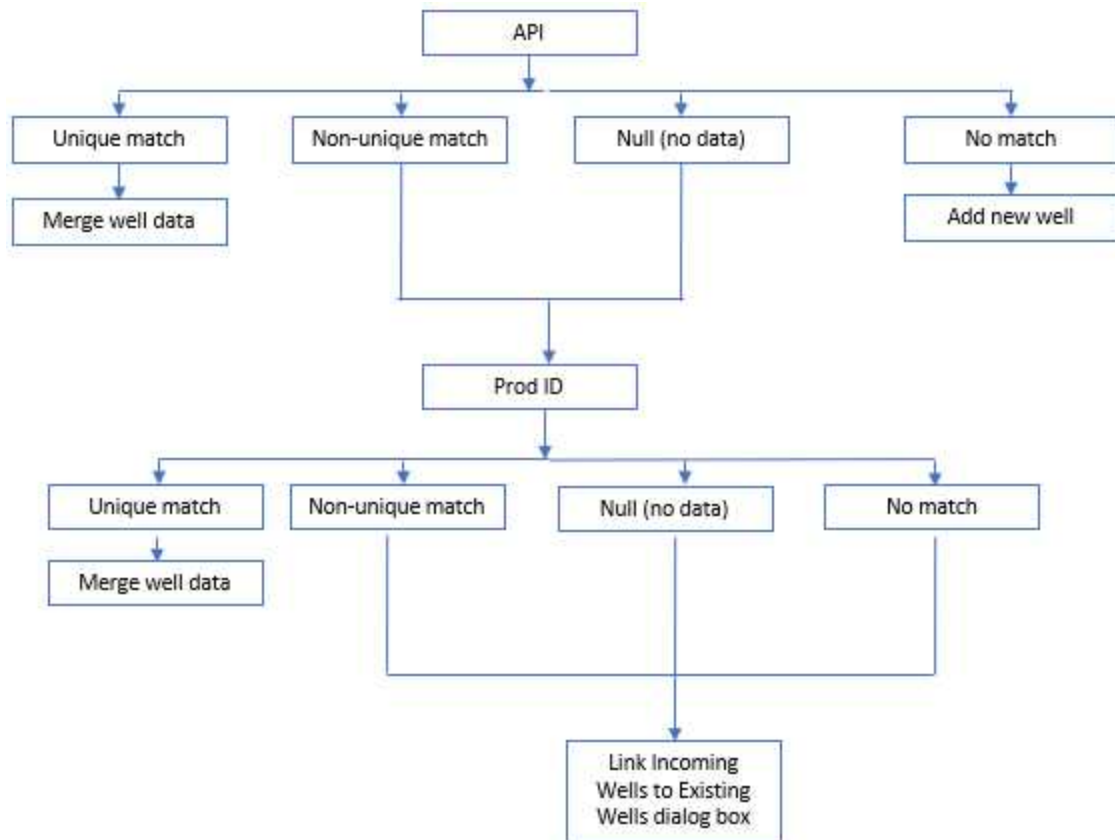 API
Unique match
Non-unique match
Null (no data)
No match
Merge well data
Add new well
Prod ID
Unique match
Non-unique match
Null (no data)
No match
Merge well data
Link Incoming
Wells to Existing
Wells dialog box